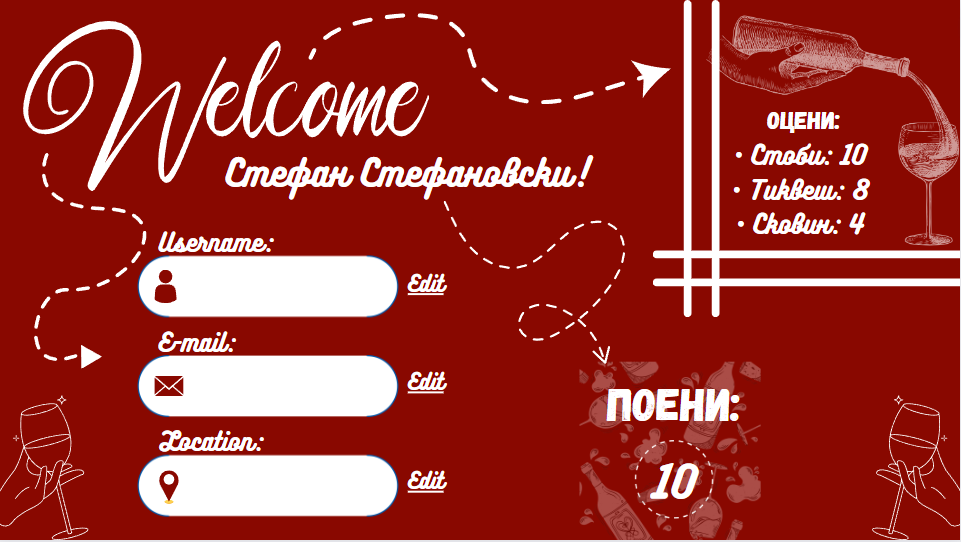 Welcome
Стефан Стефановски!
Username:
Edit
E-mail:
Edit
Location:
Edit
ОЦЕНИ:
• Стоби: 10
• Тиквеш: 8
• Сковин: 4
ПОЕНИ:
10